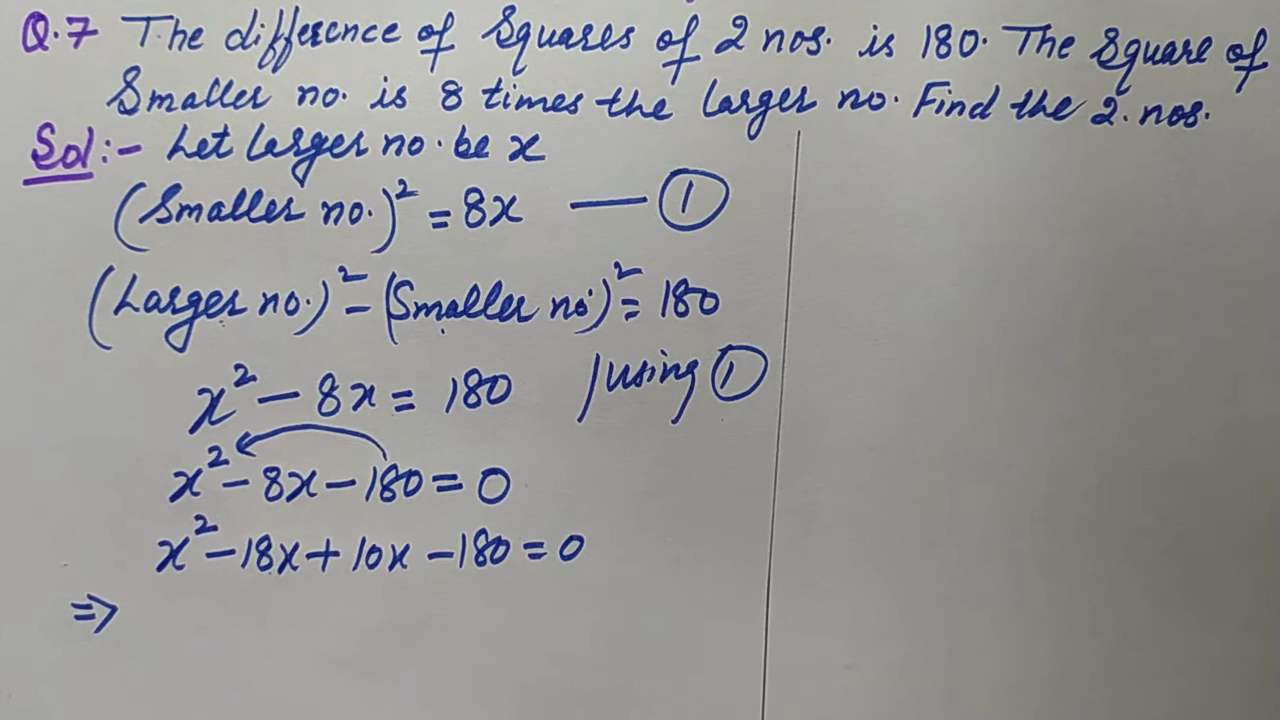 Q.7 The difference of Squares of 2 nos. is 180. The Square of
Smaller no. is 8 times the larger no. Find the 2. nos.
Sol:- Let larger no. be x
(Smaller no.)² = 8x — ①
(Larger no.)² - (Smaller no.)² = 180
x² - 8x = 180 | using ①
x² - 8x - 180 = 0
x² - 18x + 10x - 180 = 0
⇒